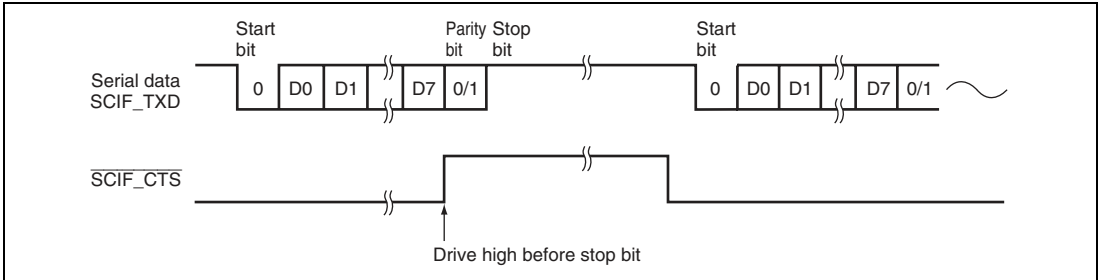 Start bit Parity bit Stop bit Start bit
Serial data SCIF_TXD 0 D0 D1 D7 0/1 0 D0 D1 D7 0/1
SCIF_CTS
Drive high before stop bit